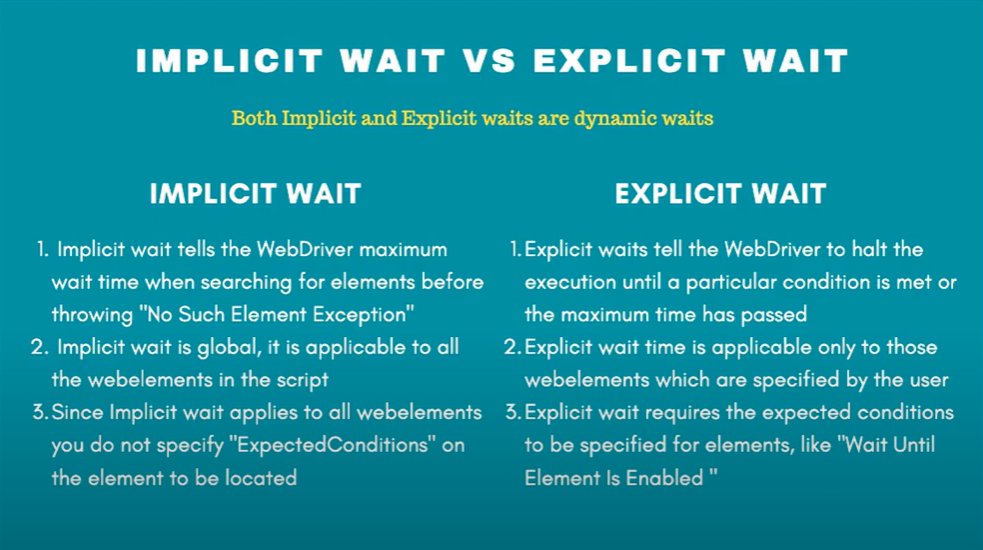 IMPLICIT WAIT VS EXPLICIT WAIT
Both Implicit and Explicit waits are dynamic waits
IMPLICIT WAIT
1. Implicit wait tells the WebDriver maximum
wait time when searching for elements before
throwing "No Such Element Exception"
2. Implicit wait is global, it is applicable to all
the webelements in the script
3. Since Implicit wait applies to all webelements
you do not specify "ExpectedConditions" on
the element to be located
EXPLICIT WAIT
1. Explicit waits tell the WebDriver to halt the
execution until a particular condition is met or
the maximum time has passed
2. Explicit wait time is applicable only to those
webelements which are specified by the user
3. Explicit wait requires the expected conditions
to be specified for elements, like "Wait Until
Element Is Enabled "